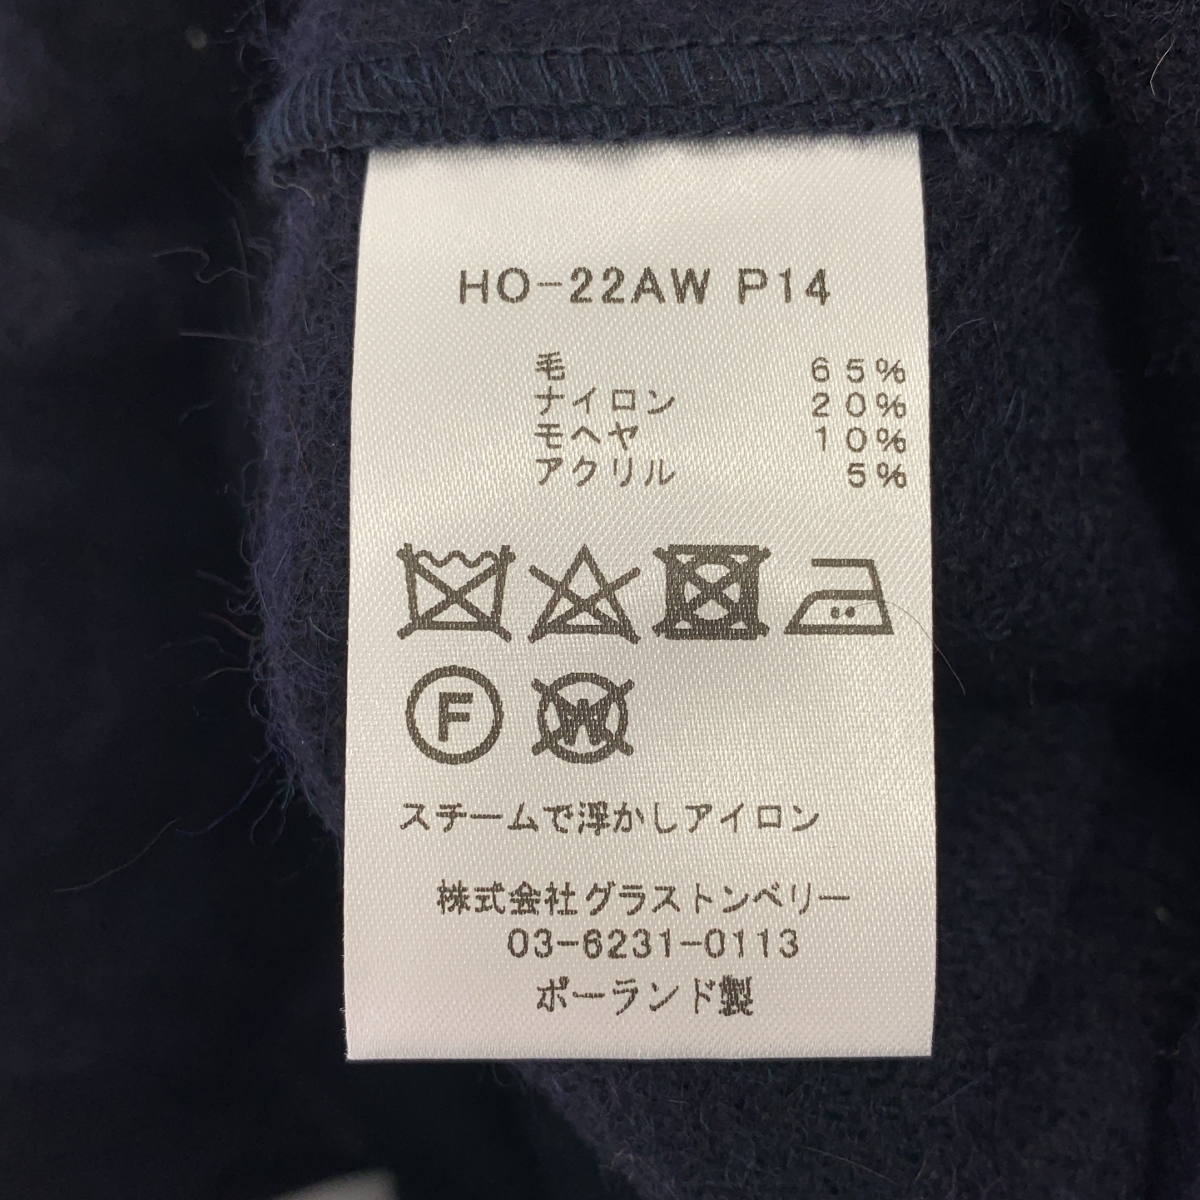 HO-22AW P14
毛 65%
ナイロン 20%
モヘヤ 10%
アクリル 5%
F W
スチームで浮かしアイロン
株式会社グラストンベリー
03-6231-0113
ポーランド製